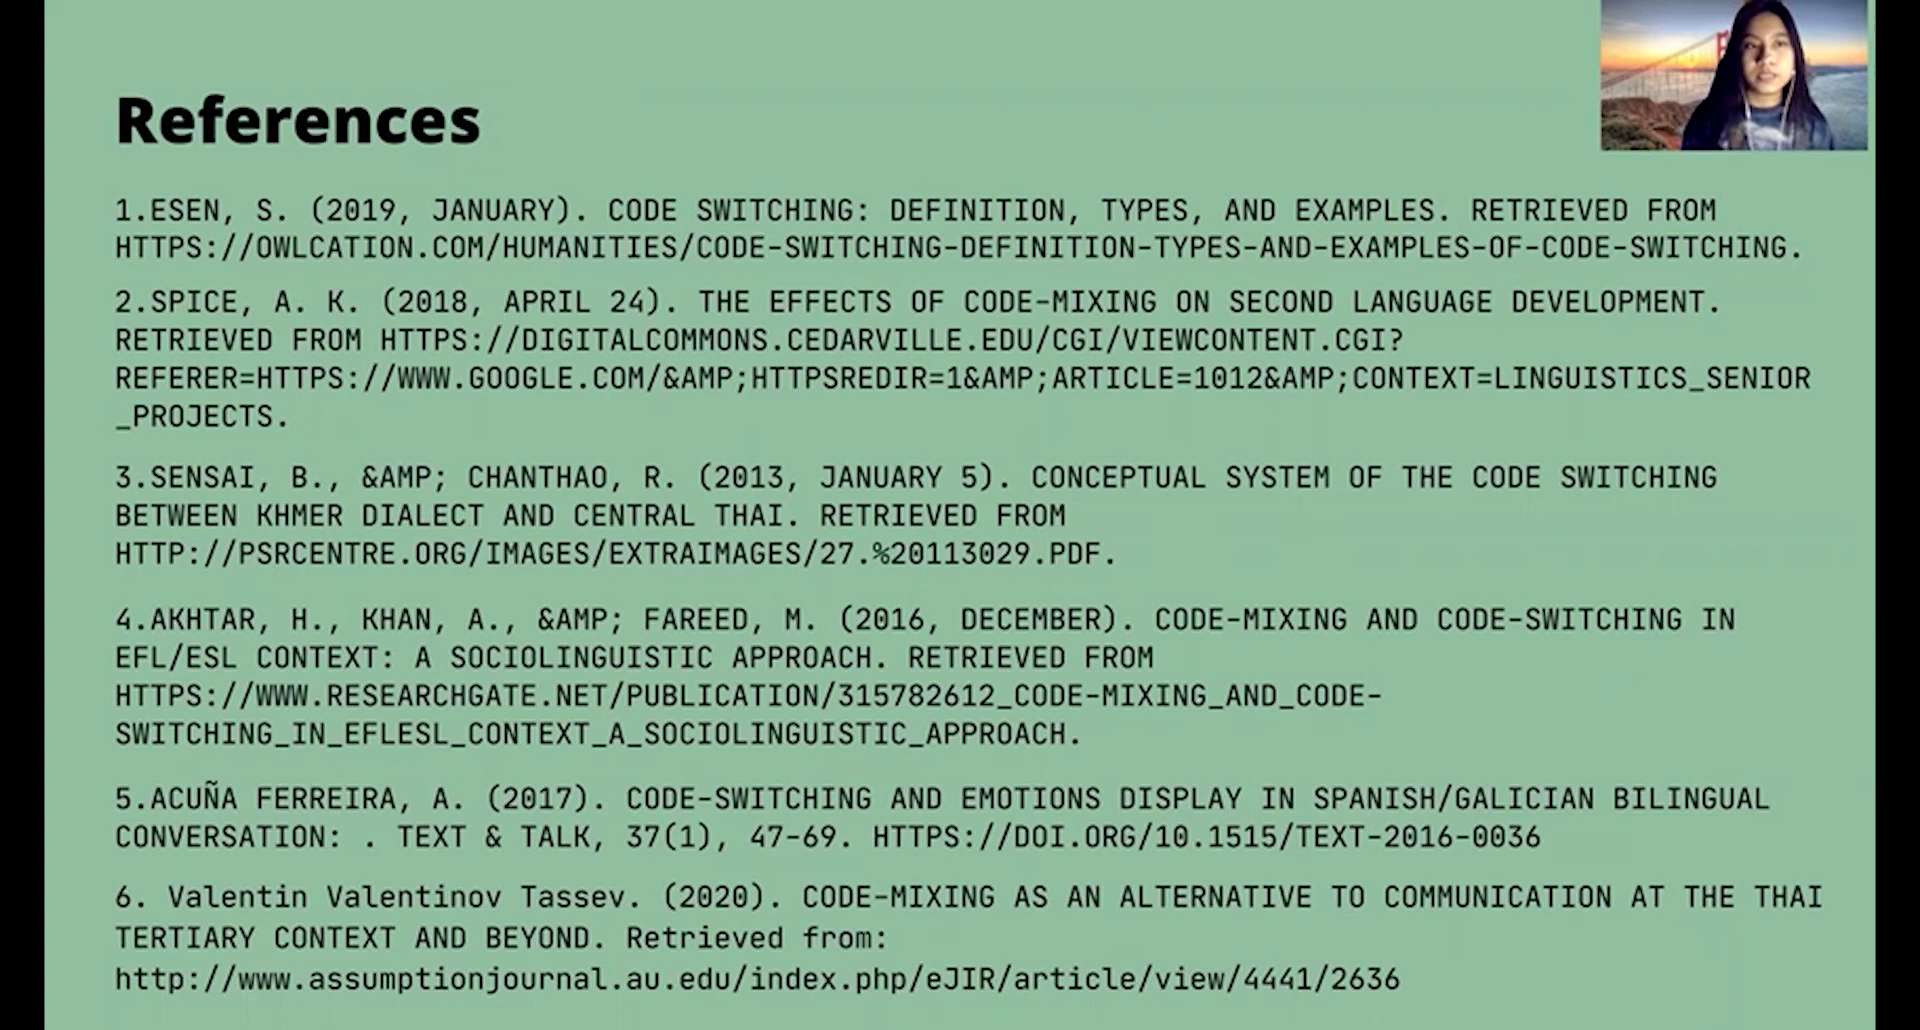 References
1.ESEN, S. (2019, JANUARY). CODE SWITCHING: DEFINITION, TYPES, AND EXAMPLES. RETRIEVED FROM
HTTPS://OWLCATION.COM/HUMANITIES/CODE-SWITCHING-DEFINITION-TYPES-AND-EXAMPLES-OF-CODE-SWITCHING.
2.SPICE, A. K. (2018, APRIL 24). THE EFFECTS OF CODE-MIXING ON SECOND LANGUAGE DEVELOPMENT.
RETRIEVED FROM HTTPS://DIGITALCOMMONS.CEDARVILLE.EDU/CGI/VIEWCONTENT.CGI?
REFERER=HTTPS://WWW.GOOGLE.COM/&AMP;HTTPSREDIR=1&AMP;ARTICLE=1012&AMP;CONTEXT=LINGUISTICS_SENIOR
_PROJECTS.
3.SENSAI, B., &AMP; CHANTHAO, R. (2013, JANUARY 5). CONCEPTUAL SYSTEM OF THE CODE SWITCHING
BETWEEN KHMER DIALECT AND CENTRAL THAI. RETRIEVED FROM
HTTP://PSRCENTRE.ORG/IMAGES/EXTRAIMAGES/27.%20113029.PDF.
4.AKHTAR, H., KHAN, A., &AMP; FAREED, M. (2016, DECEMBER). CODE-MIXING AND CODE-SWITCHING IN
EFL/ESL CONTEXT: A SOCIOLINGUISTIC APPROACH. RETRIEVED FROM
HTTPS://WWW.RESEARCHGATE.NET/PUBLICATION/315782612_CODE-MIXING_AND_CODE-
SWITCHING_IN_EFLESL_CONTEXT_A_SOCIOLINGUISTIC_APPROACH.
5.ACUÑA FERREIRA, A. (2017). CODE-SWITCHING AND EMOTIONS DISPLAY IN SPANISH/GALICIAN BILINGUAL
CONVERSATION: . TEXT & TALK, 37(1), 47-69. HTTPS://DOI.ORG/10.1515/TEXT-2016-0036
6. Valentin Valentinov Tassev. (2020). CODE-MIXING AS AN ALTERNATIVE TO COMMUNICATION AT THE THAI
TERTIARY CONTEXT AND BEYOND. Retrieved from:
http://www.assumptionjournal.au.edu/index.php/eJIR/article/view/4441/2636